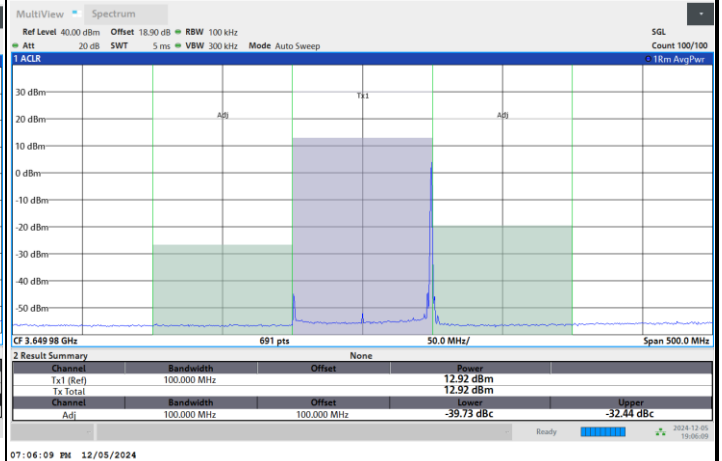 MultiView Spectrum
Ref Level 40.00 dBm Offset 18.90 dB RBW 100 kHz SGL
Att 20 dB SWT 5 ms VBW 300 kHz Mode Auto Sweep Count 100/100
1 ACLR 1Rm AvgPwr
30 dBm
Tx1
20 dBm
Adj Adj
10 dBm
0 dBm
-10 dBm
-20 dBm
-30 dBm
-40 dBm
-50 dBm
CF 3.649 98 GHz 691 pts 50.0 MHz/ Span 500.0 MHz
2 Result Summary None
Channel Bandwidth Offset Power
Tx1 (Ref) 100.000 MHz 12.92 dBm
Tx Total 12.92 dBm
Channel Bandwidth Offset Lower Upper
Adj 100.000 MHz 100.000 MHz -39.73 dBc -32.44 dBc
Ready 2024-12-05
19:06:09
07:06:09 PM 12/05/2024